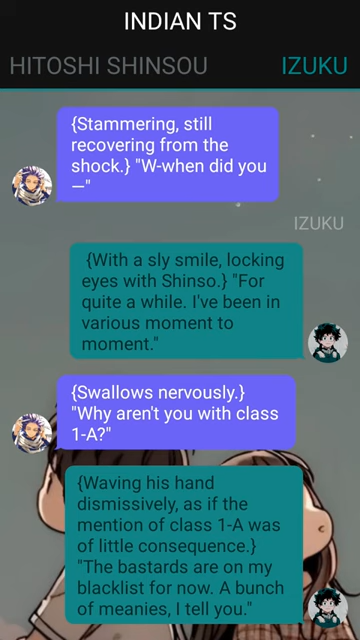 INDIAN TS
HITOSHI SHINSOU
IZUKU
{Stammering, still
recovering from the
shock.} "W-when did you
—"
IZUKU
{With a sly smile, locking
eyes with Shinso.} "For
quite a while. I've been in
various moment to
moment."
{Swallows nervously.}
"Why aren't you with class
1-A?"
{Waving his hand
dismissively, as if the
mention of class 1-A was
of little consequence.}
"The bastards are on my
blacklist for now. A bunch
of meanies, I tell you."